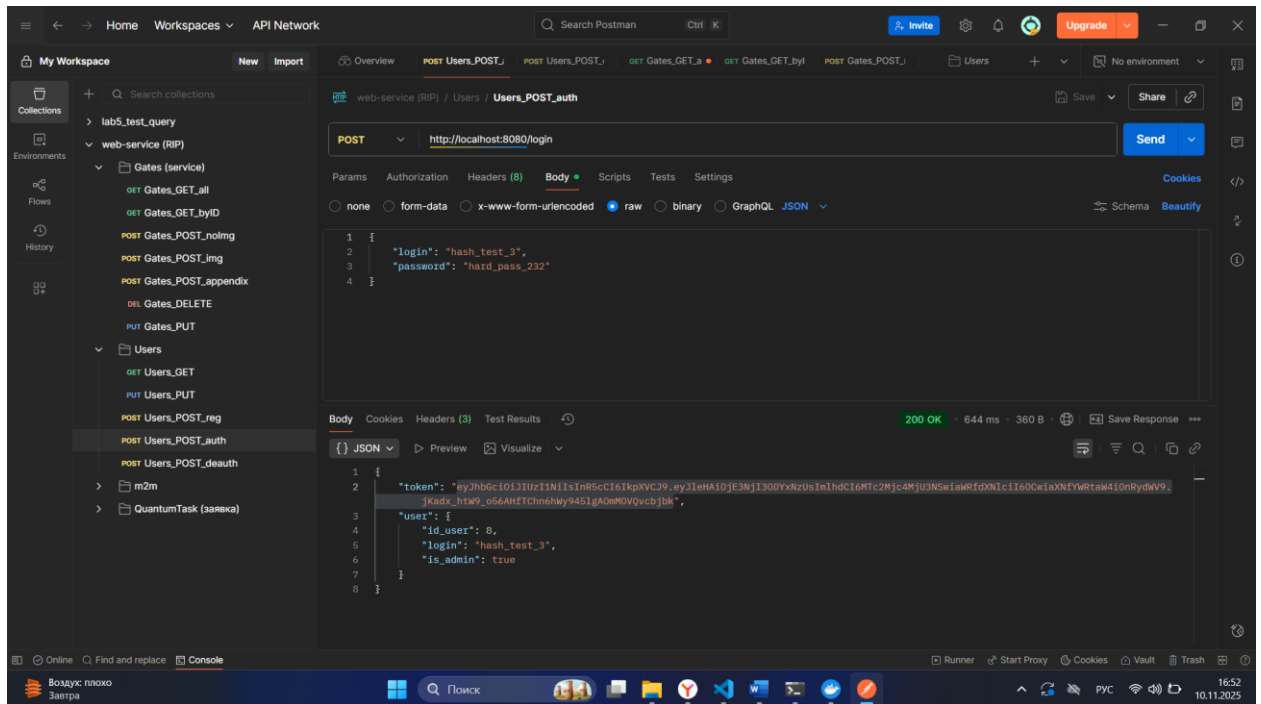 Home Workspaces API Network Search Postman Ctrl K Invite Upgrade
My Workspace New Import Overview POST Users_POST_ POST Users_POST_ GET Gates_GET_a GET Gates_GET_byI POST Gates_POST_ Users No environment
Collections
Environments
Flows
History
Search collections
lab5_test_query
web-service (RIP)
Gates (service)
GET Gates_GET_all
GET Gates_GET_byID
POST Gates_POST_noImg
POST Gates_POST_img
POST Gates_POST_appendix
DEL Gates_DELETE
PUT Gates_PUT
Users
GET Users_GET
PUT Users_PUT
POST Users_POST_reg
POST Users_POST_auth
POST Users_POST_deauth
m2m
QuantumTask (заявка)
web-service (RIP) / Users / Users_POST_auth Save Share
POST http://localhost:8080/login Send
Params Authorization Headers (8) Body Scripts Tests Settings Cookies
none form-data x-www-form-urlencoded raw binary GraphQL JSON Schema Beautify
1 {
2 "login": "hash_test_3",
3 "password": "hard_pass_232"
4 }
Body Cookies Headers (3) Test Results 200 OK 644 ms 360 B Save Response
{} JSON Preview Visualize
1 {
2 "token": "eyJhbGciOiJIUzI1NiIsInR5cCI6IkpXVCJ9.
3 "user": {
4 "id_user": 8,
5 "login": "hash_test_3",
6 "is_admin": true
7 }
8 }
Online Find and replace Console Runner Start Proxy Cookies Vault Trash
Воздух: плохо
Завтра
Поиск
РУС
16:52
10.11.2025